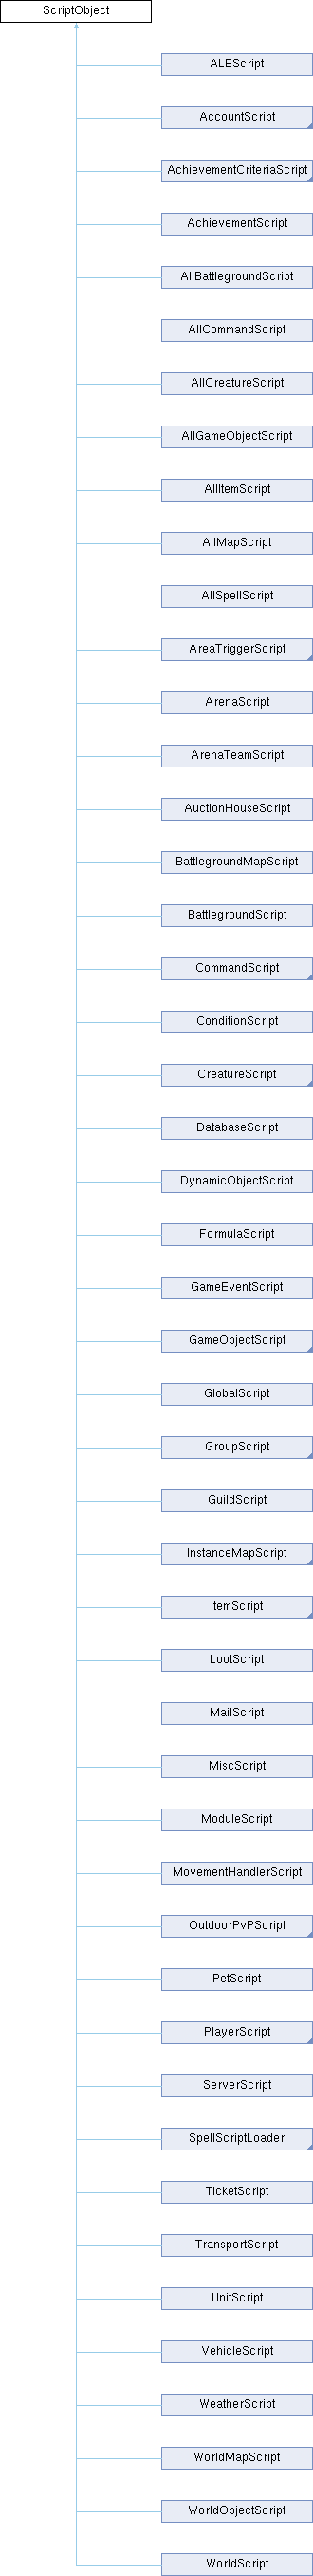 ScriptObject
ALEScript
AccountScript
AchievementCriteriaScript
AchievementScript
AllBattlegroundScript
AllCommandScript
AllCreatureScript
AllGameObjectScript
AllItemScript
AllMapScript
AllSpellScript
AreaTriggerScript
ArenaScript
ArenaTeamScript
AuctionHouseScript
BattlegroundMapScript
BattlegroundScript
CommandScript
ConditionScript
CreatureScript
DatabaseScript
DynamicObjectScript
FormulaScript
GameEventScript
GameObjectScript
GlobalScript
GroupScript
GuildScript
InstanceMapScript
ItemScript
LootScript
MailScript
MiscScript
ModuleScript
MovementHandlerScript
OutdoorPvPScript
PetScript
PlayerScript
ServerScript
SpellScriptLoader
TicketScript
TransportScript
UnitScript
VehicleScript
WeatherScript
WorldMapScript
WorldObjectScript
WorldScript